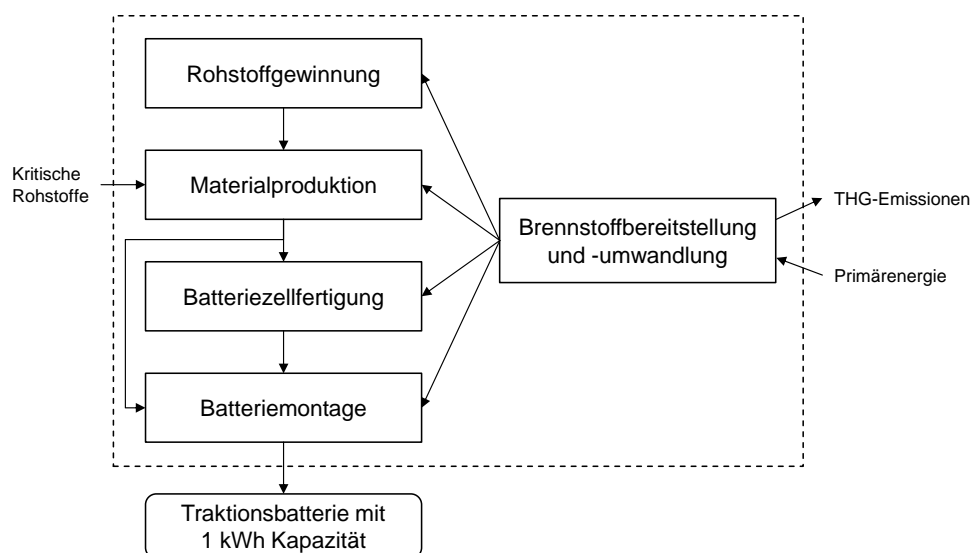 Rohstoffgewinnung
Kritische
Rohstoffe
Materialproduktion
Brennstoffbereitstellung
und -umwandlung
THG-Emissionen
Primärenergie
Batteriezellfertigung
Batteriemontage
Traktionsbatterie mit
1 kWh Kapazität